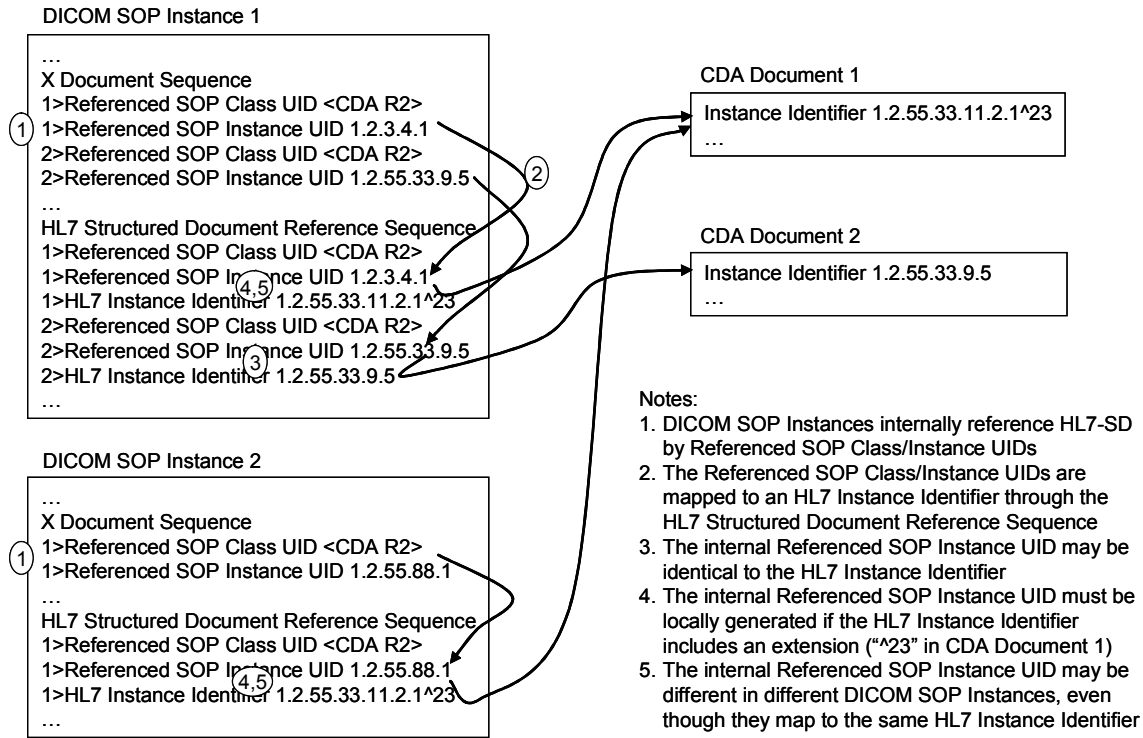 DICOM SOP Instance 1
…
X Document Sequence
1>Referenced SOP Class UID <CDA R2>
1>Referenced SOP Instance UID 1.2.3.4.1
2>Referenced SOP Class UID <CDA R2>
2>Referenced SOP Instance UID 1.2.55.33.9.5
…
HL7 Structured Document Reference Sequence
1>Referenced SOP Class UID <CDA R2>
1>Referenced SOP Instance UID 1.2.3.4.1
1>HL7 Instance Identifier 1.2.55.33.11.2.1^23
2>Referenced SOP Class UID <CDA R2>
2>Referenced SOP Instance UID 1.2.55.33.9.5
2>HL7 Instance Identifier 1.2.55.33.9.5
…
1
2
4,5
3
CDA Document 1
Instance Identifier 1.2.55.33.11.2.1^23
…
CDA Document 2
Instance Identifier 1.2.55.33.9.5
…
DICOM SOP Instance 2
…
X Document Sequence
1>Referenced SOP Class UID <CDA R2>
1>Referenced SOP Instance UID 1.2.55.88.1
…
HL7 Structured Document Reference Sequence
1>Referenced SOP Class UID <CDA R2>
1>Referenced SOP Instance UID 1.2.55.88.1
1>HL7 Instance Identifier 1.2.55.33.11.2.1^23
…
1
4,5
Notes:
1. DICOM SOP Instances internally reference HL7-SD
by Referenced SOP Class/Instance UIDs
2. The Referenced SOP Class/Instance UIDs are
mapped to an HL7 Instance Identifier through the
HL7 Structured Document Reference Sequence
3. The internal Referenced SOP Instance UID may be
identical to the HL7 Instance Identifier
4. The internal Referenced SOP Instance UID must be
locally generated if the HL7 Instance Identifier
includes an extension (“^23” in CDA Document 1)
5. The internal Referenced SOP Instance UID may be
different in different DICOM SOP Instances, even
though they map to the same HL7 Instance Identifier